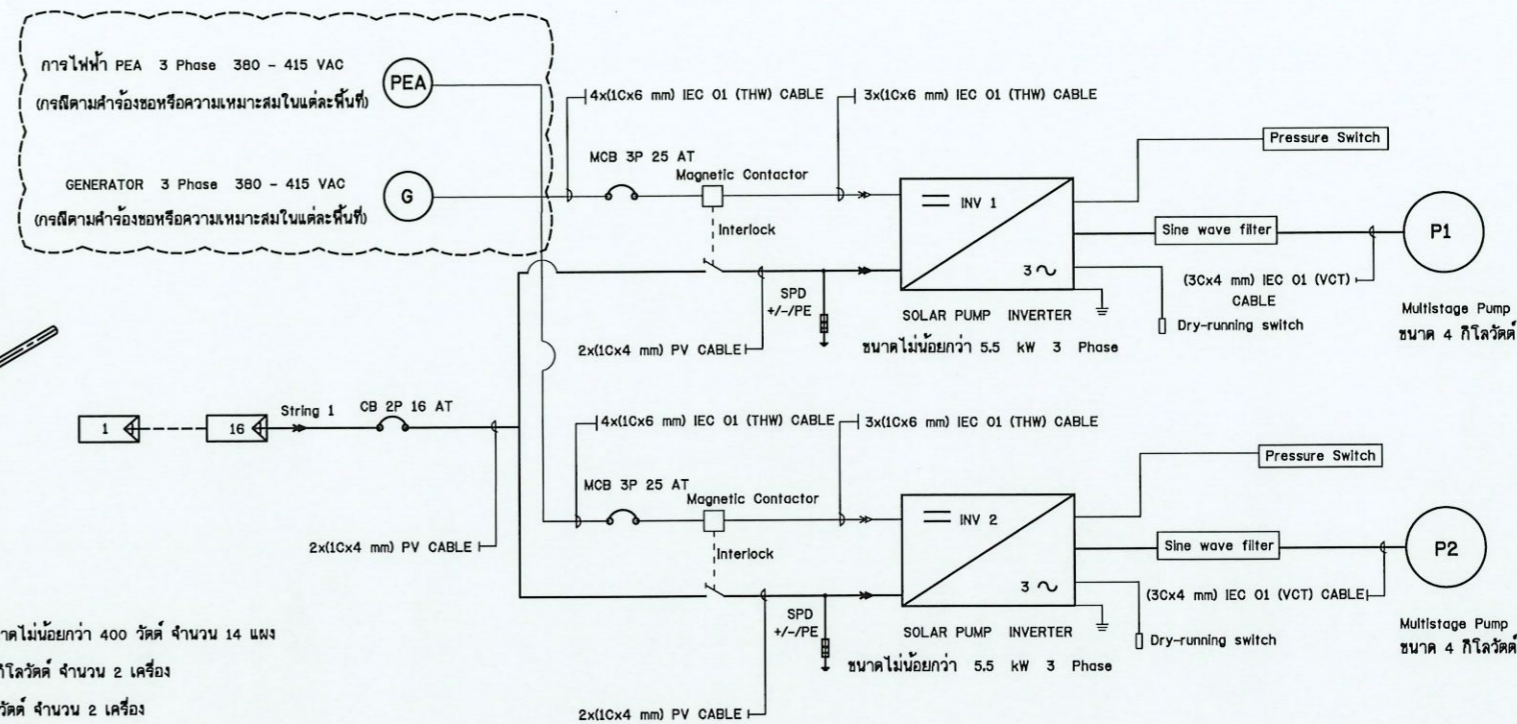 การไฟฟ้า PEA 3 Phase 380 - 415 VAC
(กรณีตามคำร้องขอหรือความเหมาะสมในแต่ละพื้นที่)
PEA
GENERATOR 3 Phase 380 - 415 VAC
(กรณีตามคำร้องขอหรือความเหมาะสมในแต่ละพื้นที่)
G
4x(1Cx6 mm) IEC 01 (THW) CABLE
3x(1Cx6 mm) IEC 01 (THW) CABLE
MCB 3P 25 AT
Magnetic Contactor
Interlock
INV 1
3 ~
Pressure Switch
Sine wave filter
P1
(3Cx4 mm) IEC 01 (VCT)
CABLE
Dry-running switch
Multistage Pump
ขนาด 4 กิโลวัตต์
SPD
+/-/PE
SOLAR PUMP INVERTER
ขนาดไม่น้อยกว่า 5.5 kW 3 Phase
2x(1Cx4 mm) PV CABLE
1
16
String 1
CB 2P 16 AT
2x(1Cx4 mm) PV CABLE
4x(1Cx6 mm) IEC 01 (THW) CABLE
3x(1Cx6 mm) IEC 01 (THW) CABLE
MCB 3P 25 AT
Magnetic Contactor
Interlock
INV 2
3 ~
Pressure Switch
Sine wave filter
P2
(3Cx4 mm) IEC 01 (VCT) CABLE
Dry-running switch
Multistage Pump
ขนาด 4 กิโลวัตต์
SPD
+/-/PE
SOLAR PUMP INVERTER
ขนาดไม่น้อยกว่า 5.5 kW 3 Phase
2x(1Cx4 mm) PV CABLE
าดไม่น้อยกว่า 400 วัตต์ จำนวน 14 แผง
กิโลวัตต์ จำนวน 2 เครื่อง
วัตต์ จำนวน 2 เครื่อง